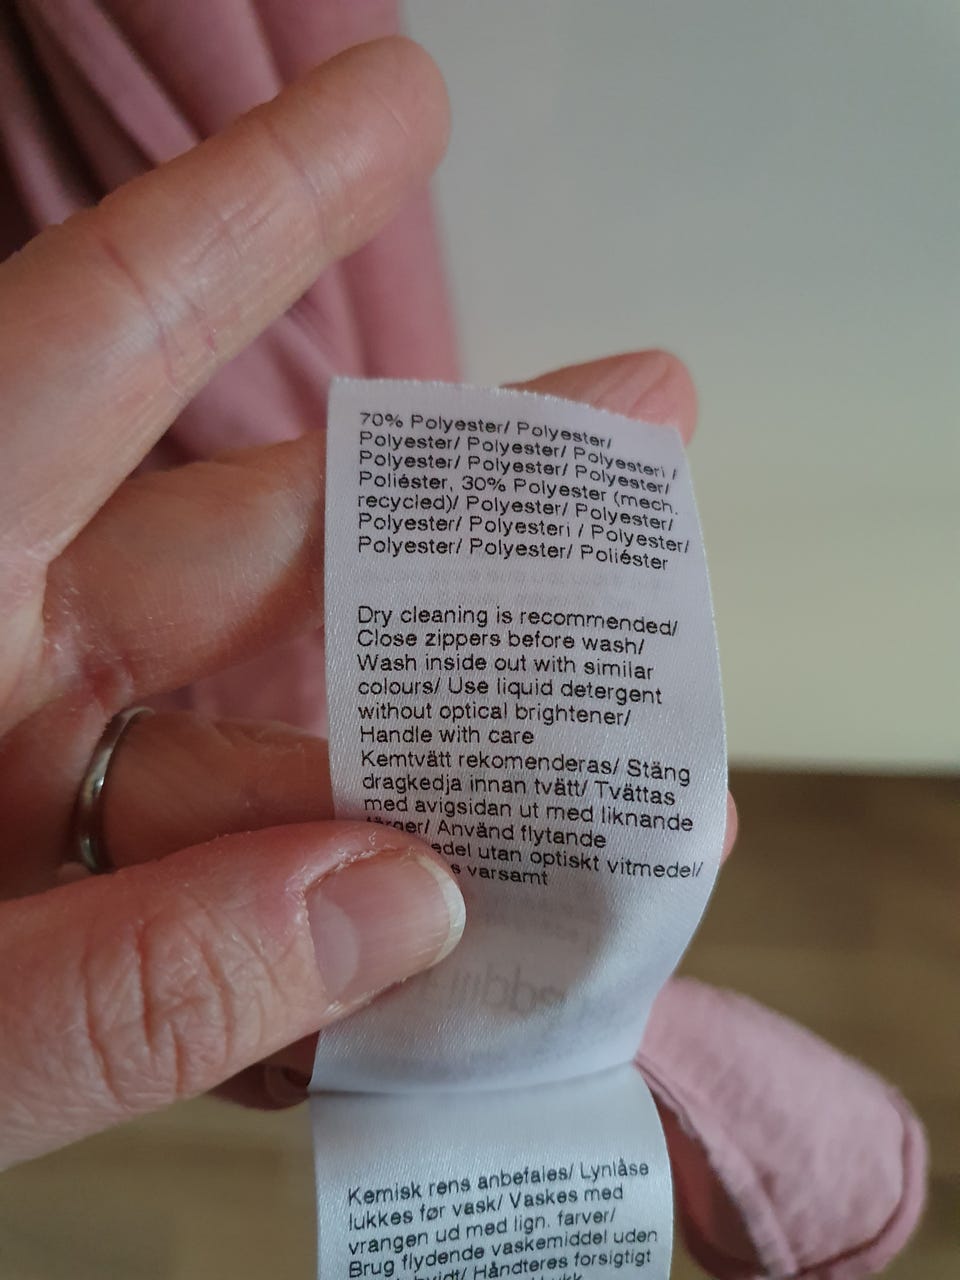 70% Polyester/ Polyester/
Polyester/ Polyester/ Polyesteri /
Polyester/ Polyester/ Polyester/
Poliéster, 30% Polyester (mech.
recycled)/ Polyester/ Polyester/
Polyester/ Polyesteri / Polyester/
Polyester/ Polyester/ Poliéster
Dry cleaning is recommended/
Close zippers before wash/
Wash inside out with similar
colours/ Use liquid detergent
without optical brightener/
Handle with care
Kemtvätt rekomenderas/ Stäng
dragkedja innan tvätt/ Tvättas
med avigsidan ut med liknande
färger/ Använd flytande
edel utan optiskt vitmedel/
s varsamt
Kemisk rens anbefales/ Lynlåse
lukkes før vask/ Vaskes med
vrangen ud med lign. farver/
Brug flydende vaskemiddel uden
hvidt/ Håndteres forsigtigt